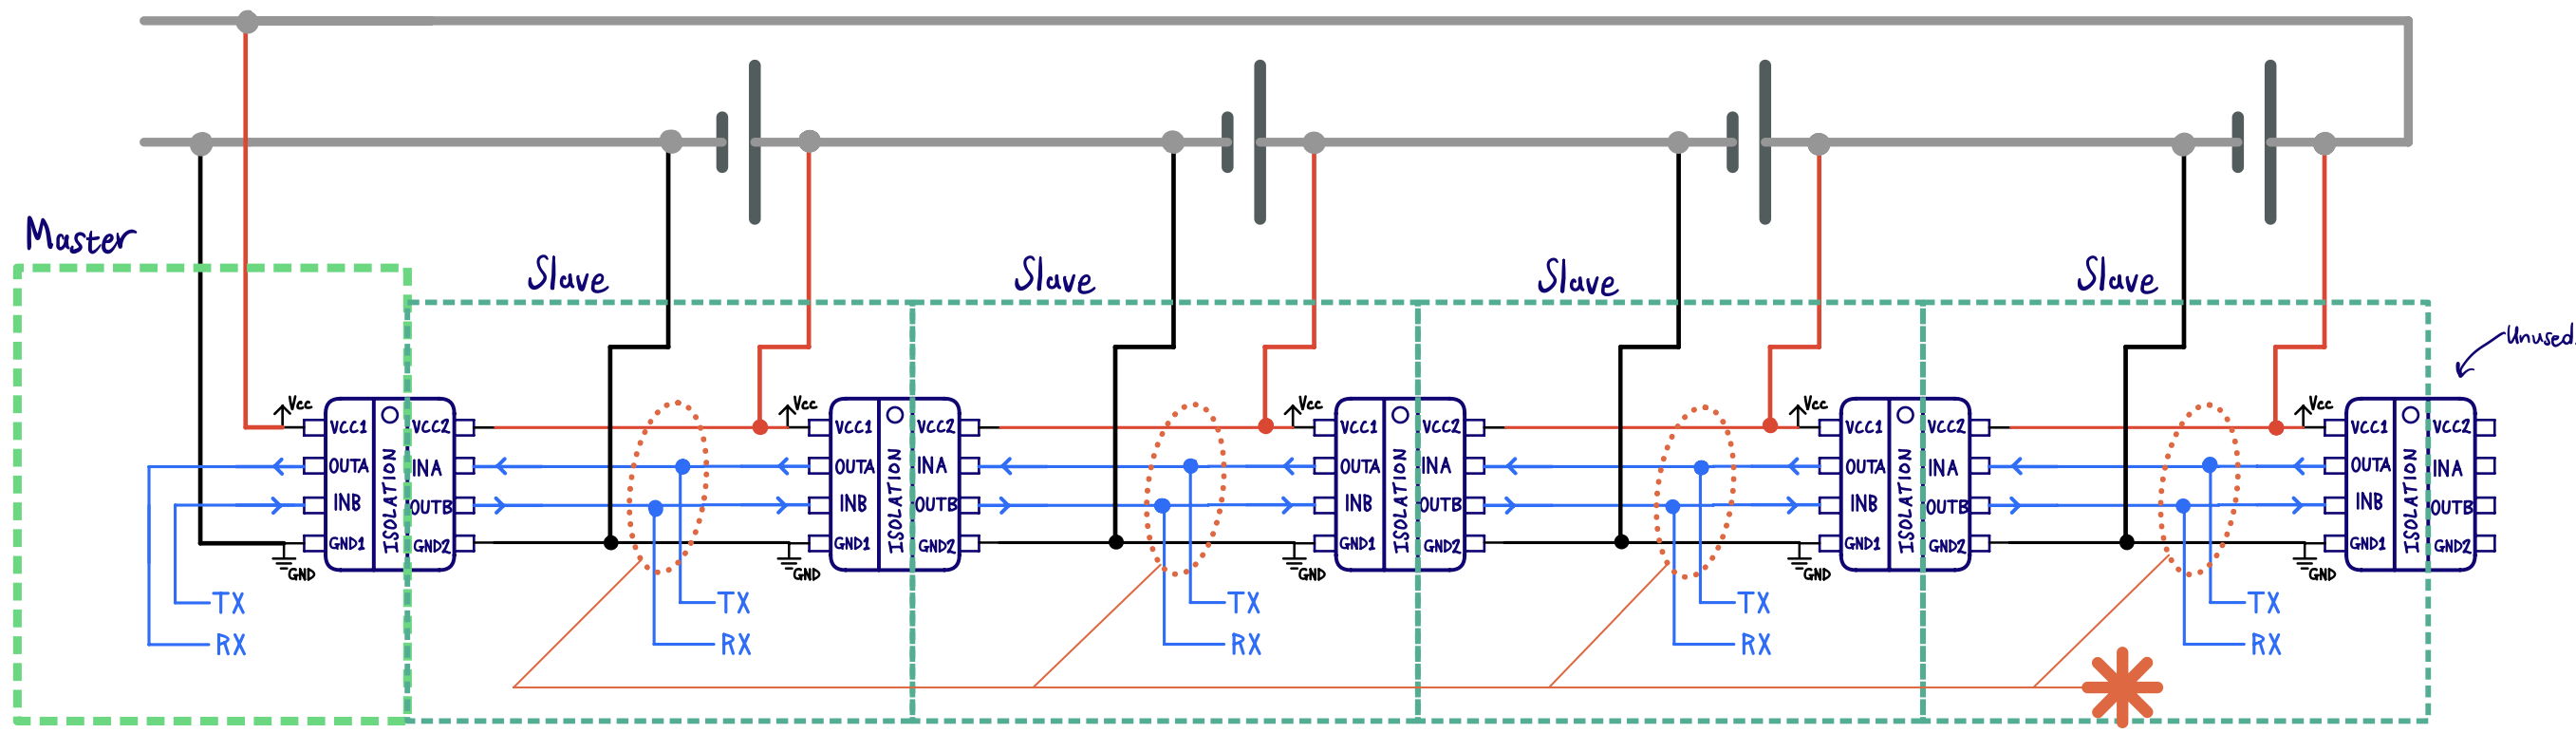 Master
Slave
Slave
Slave
Slave
Unused
Vcc
VCC1
OUTA
INB
GND1
ISOLATION
VCC2
INA
OUTB
GND2
GND
TX
RX
Vcc
VCC1
OUTA
INB
GND1
ISOLATION
VCC2
INA
OUTB
GND2
GND
TX
RX
Vcc
VCC1
OUTA
INB
GND1
ISOLATION
VCC2
INA
OUTB
GND2
GND
TX
RX
Vcc
VCC1
OUTA
INB
GND1
ISOLATION
VCC2
INA
OUTB
GND2
GND
TX
RX
Vcc
VCC1
OUTA
INB
GND1
ISOLATION
VCC2
INA
OUTB
GND2
GND
TX
RX